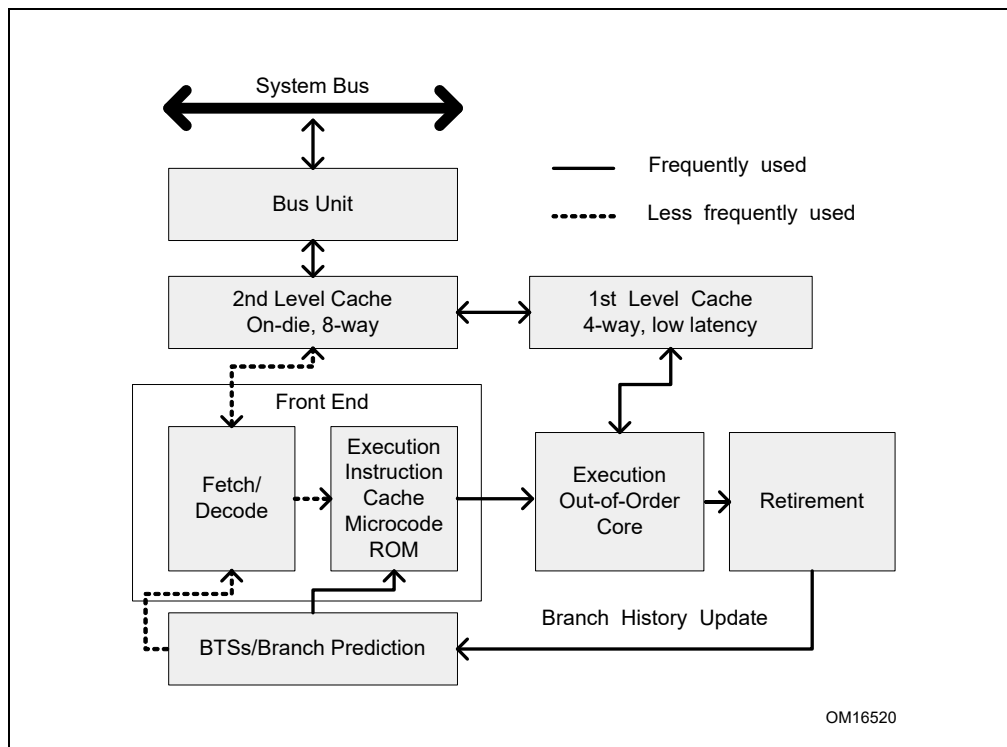 System Bus
Frequently used
Bus Unit
Less frequently used
2nd Level Cache
On-die, 8-way
1st Level Cache
4-way, low latency
Front End
Fetch/
Decode
Execution
Instruction
Cache
Microcode
ROM
Execution
Out-of-Order
Core
Retirement
Branch History Update
BTSs/Branch Prediction
OM16520